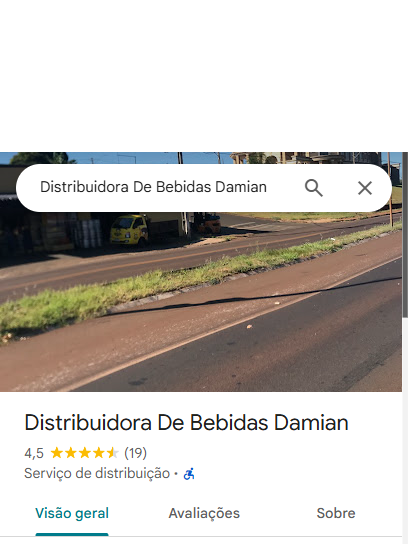 Distribuidora De Bebidas Damian
Distribuidora De Bebidas Damian
4,5 (19)
Serviço de distribuição ·
Visão geral Avaliações Sobre